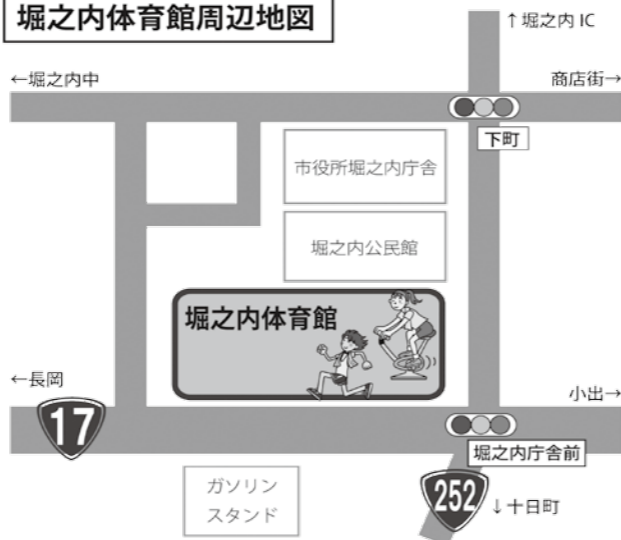 堀之内体育館周辺地図
↑堀之内 IC
←堀之内中
商店街→
下町
市役所堀之内庁舎
堀之内公民館
堀之内体育館
←長岡
小出→
17
堀之内庁舎前
ガソリン
スタンド
252
↓十日町